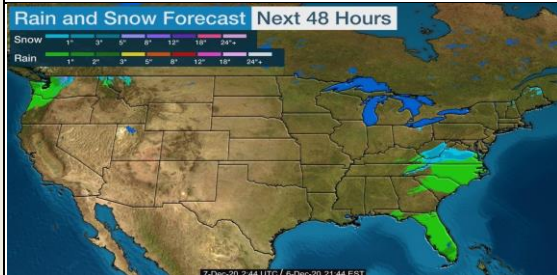 Rain and Snow Forecast Next 48 Hours
Snow
1" 3" 5" 8" 12" 18" 24"+
Rain
1" 2" 3" 5" 8" 12" 18" 24"+
7-Dec-20 2:44 UTC / 6-Dec-20 21:44 EST